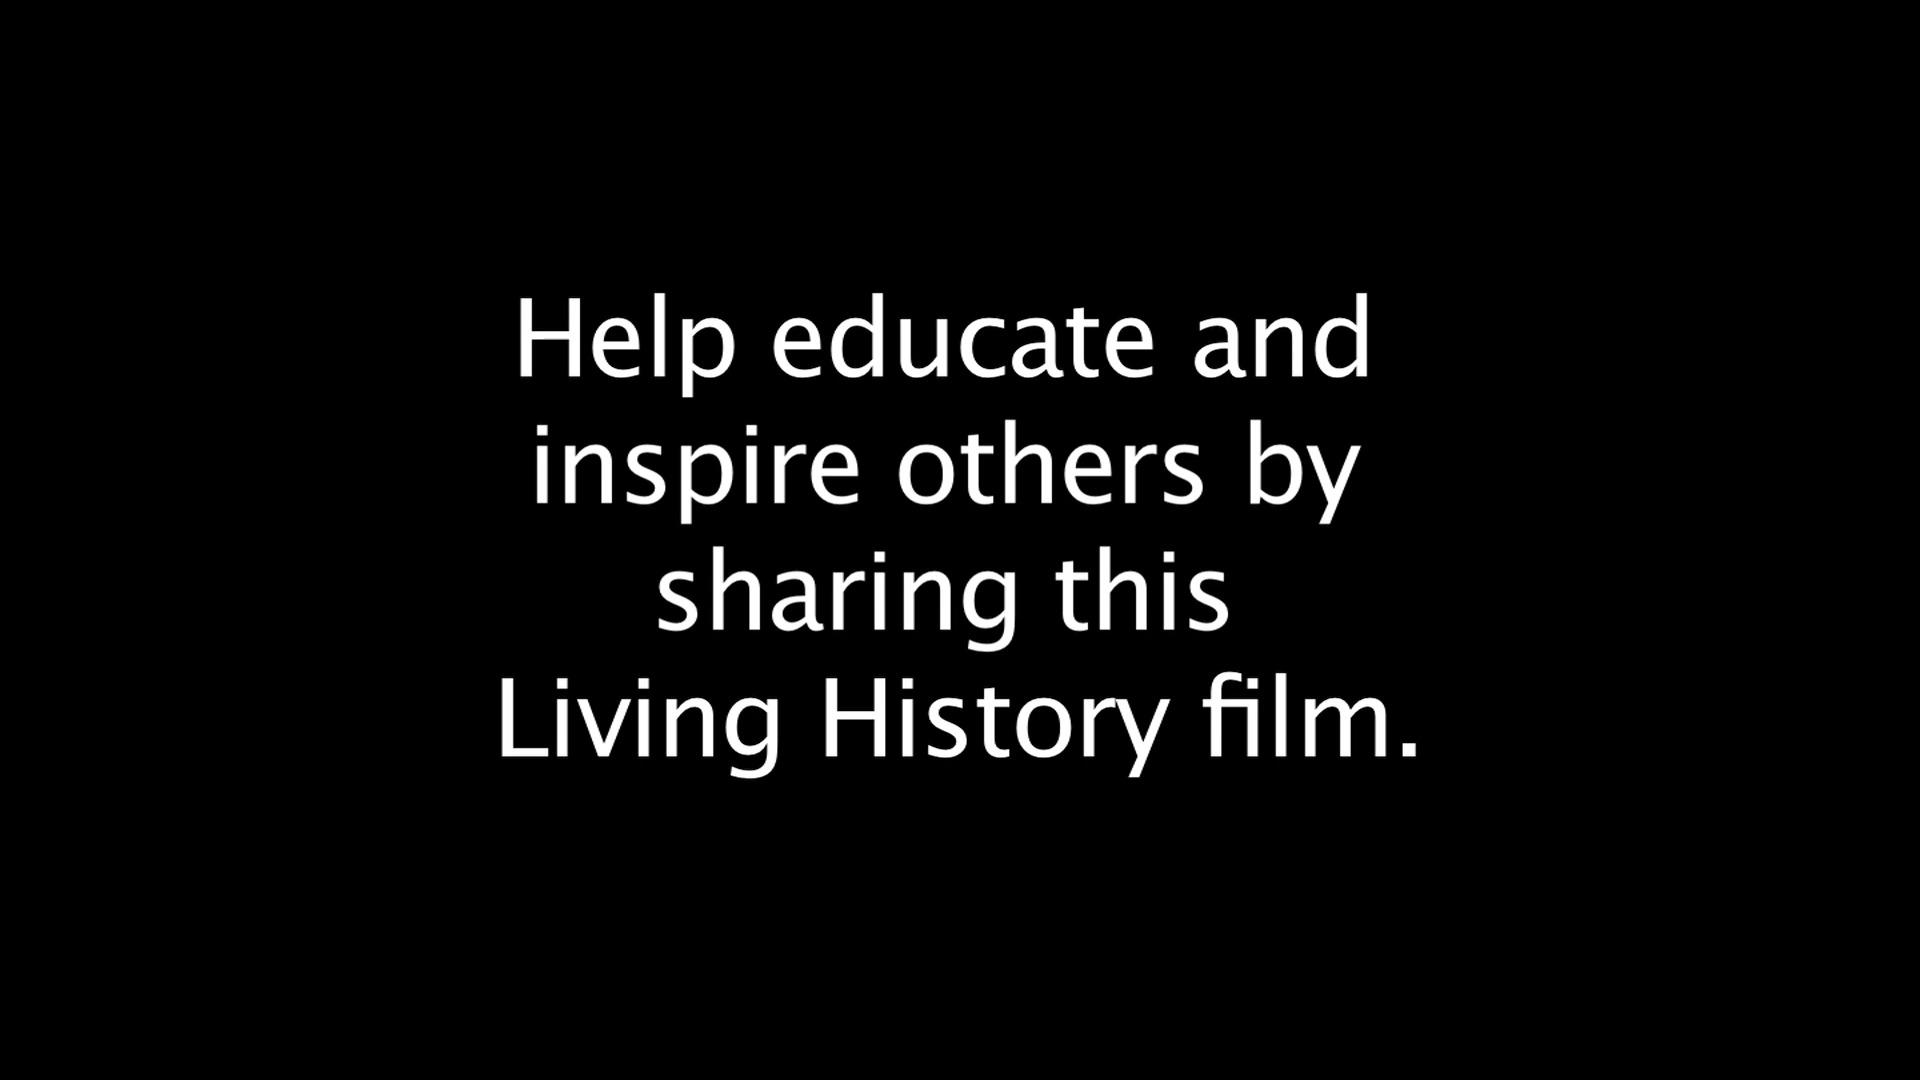 Help educate and
inspire others by
sharing this
Living History film.